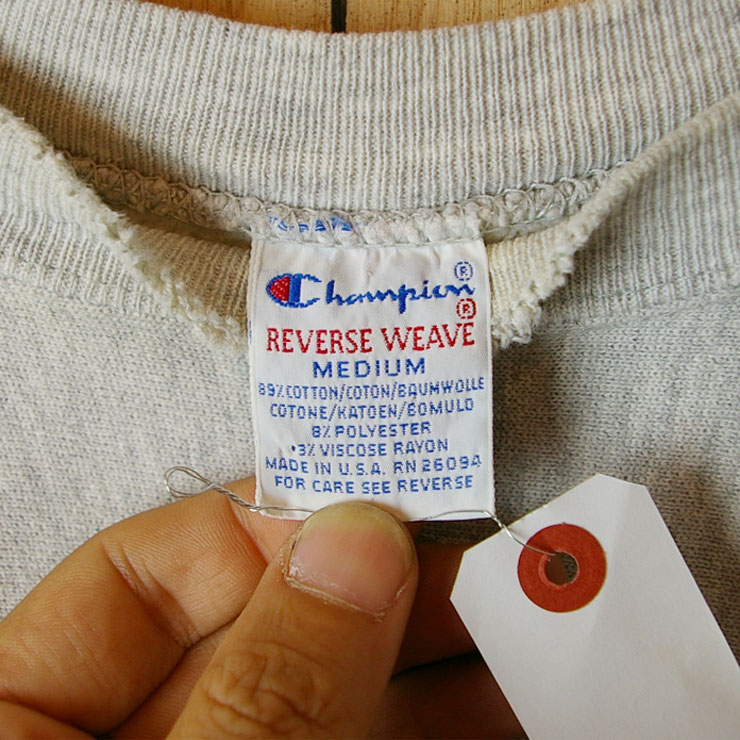 Champion®
REVERSE WEAVE®
MEDIUM
89% COTTON/COTON/BAUMWOLLE
COTONE/KATOEN/BOMULD
8% POLYESTER
•3% VISCOSE RAYON
MADE IN U.S.A. RN 26094
FOR CARE SEE REVERSE